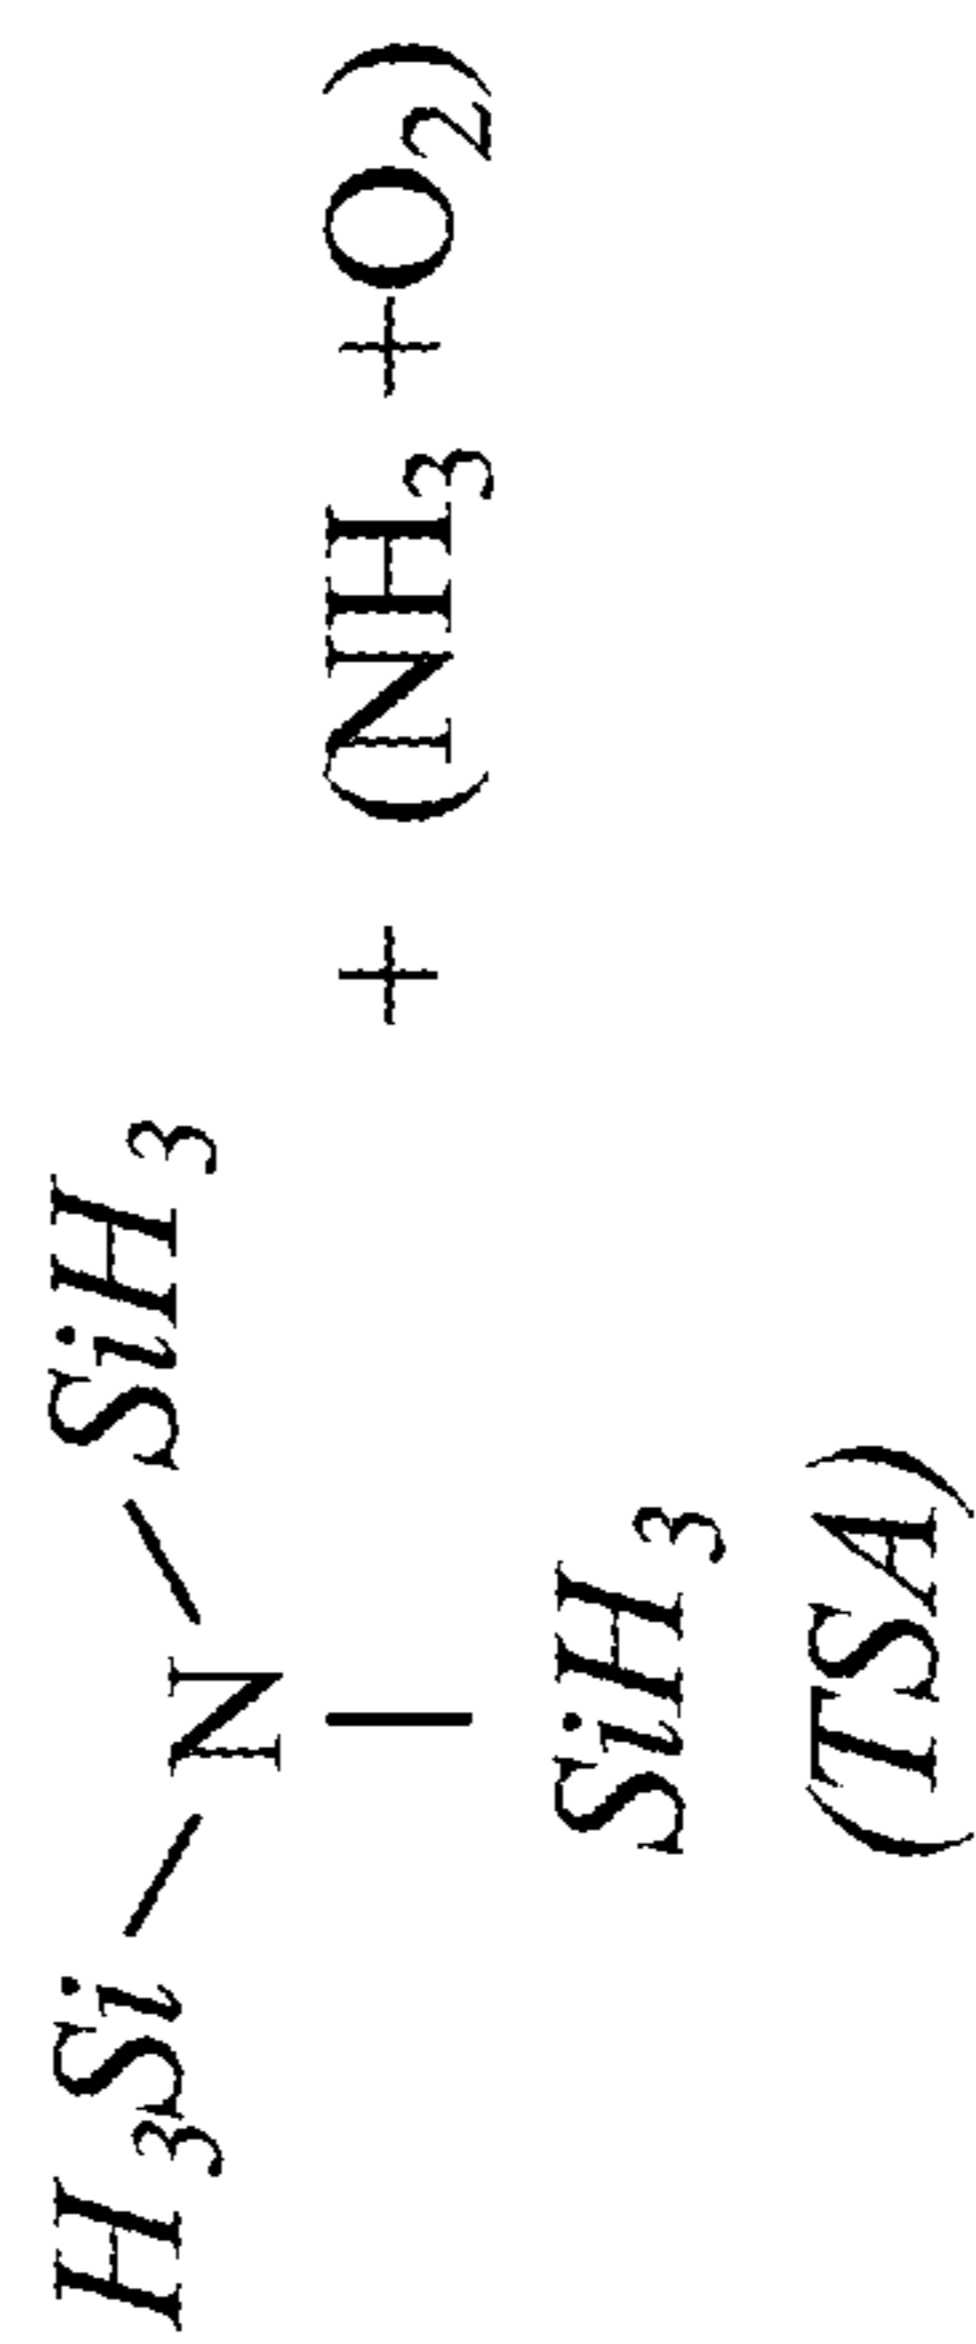 H₃Si N SiH₃ + (NH₃ + O₂)
SiH₃
(TSA)